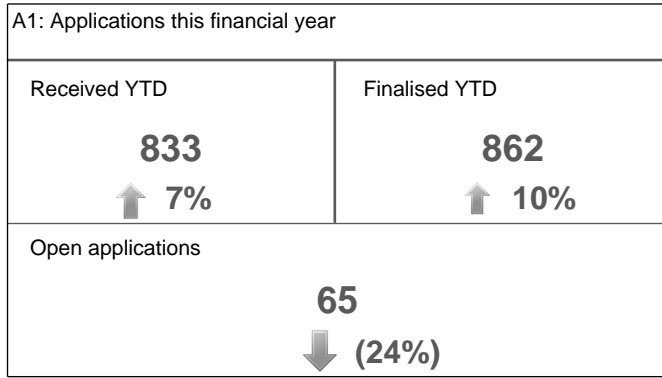 A1: Applications this financial year
Received YTD
833
7%
Finalised YTD
862
10%
Open applications
65
(24%)